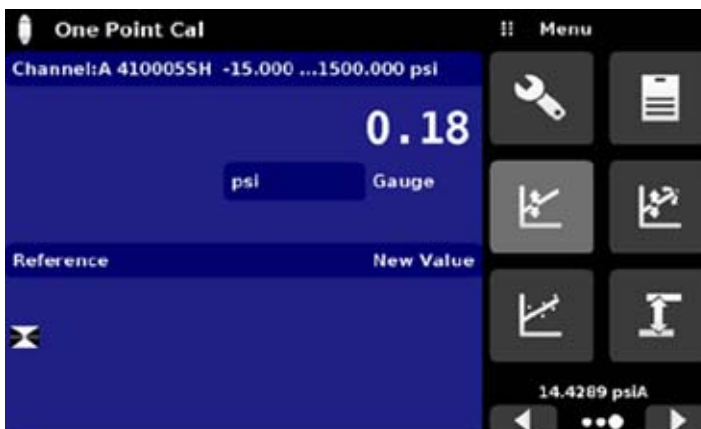 One Point Cal
Menu
Channel:A 410005SH -15.000 ...1500.000 psi
0.18
psi
Gauge
Reference
New Value
14.4289 psiA